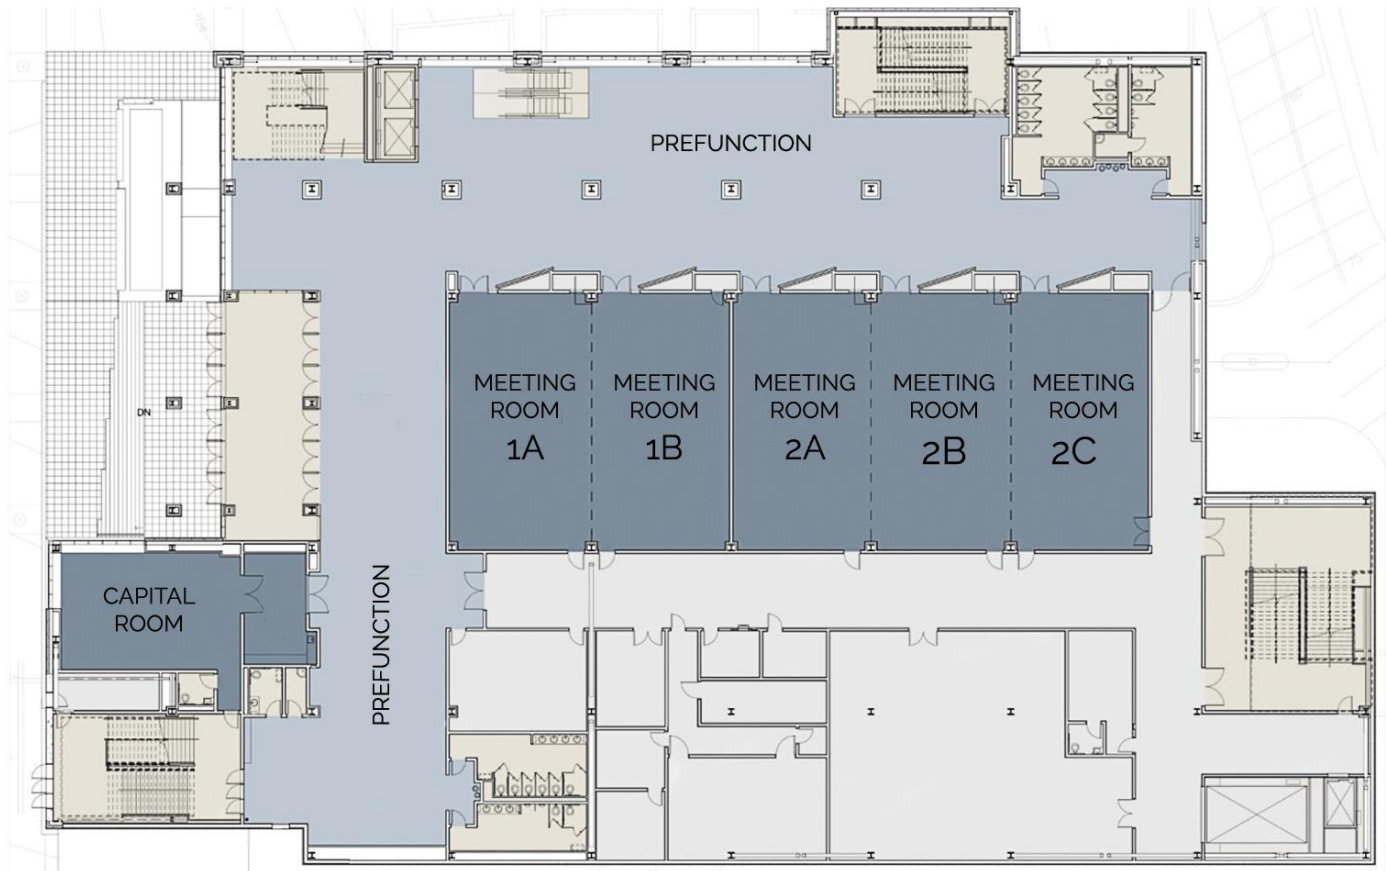 PREFUNCTION
MEETING
ROOM
1A
MEETING
ROOM
1B
MEETING
ROOM
2A
MEETING
ROOM
2B
MEETING
ROOM
2C
DN
CAPITAL
ROOM
PREFUNCTION